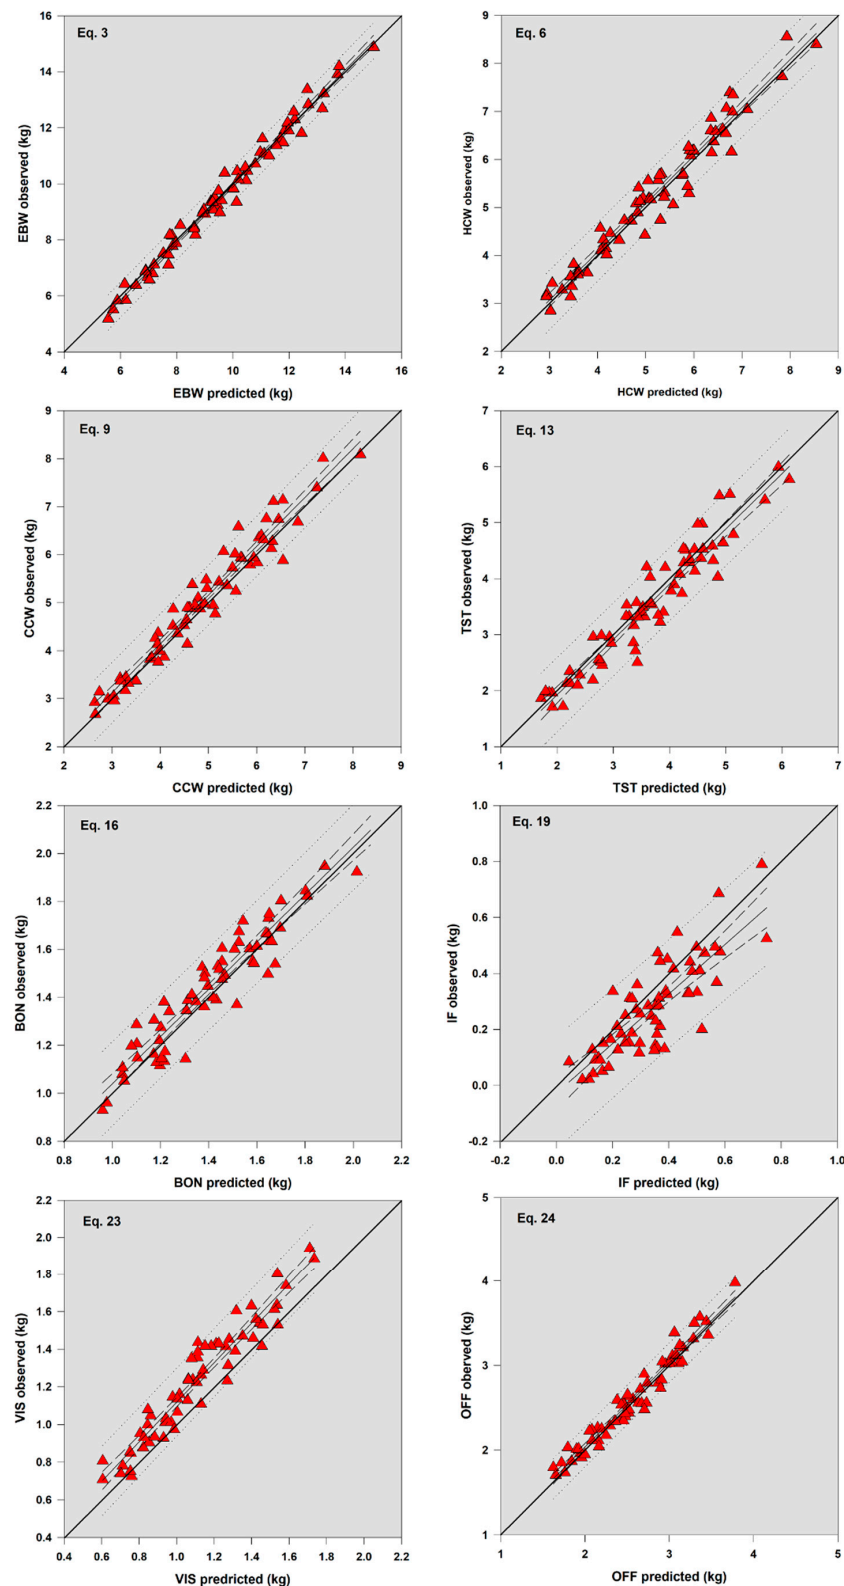 16
9
Eq. 3
Eq. 6
14
8
12
7
10
6
8
5
6
4
4
3
2
EBW observed (kg)
HCW observed (kg)
4 6 8 10 12 14 16
2 3 4 5 6 7 8 9
EBW predicted (kg)
HCW predicted (kg)
9
7
Eq. 9
Eq. 13
8
7
6
5
4
3
2
6
5
4
3
2
1
CCW observed (kg)
TST observed (kg)
2 3 4 5 6 7 8 9
1 2 3 4 5 6 7
CCW predicted (kg)
TST predicted (kg)
2.2
1.0
Eq. 16
Eq. 19
2.0
1.8
1.6
1.4
1.2
1.0
0.8
0.8
0.6
0.4
0.2
0.0
-0.2
BON observed (kg)
IF observed (kg)
0.8 1.0 1.2 1.4 1.6 1.8 2.0 2.2
-0.2 0.0 0.2 0.4 0.6 0.8 1.0
BON predicted (kg)
IF predicted (kg)
2.2
5
Eq. 23
Eq. 24
2.0
1.8
1.6
1.4
1.2
1.0
0.8
0.6
0.4
4
3
2
1
VIS observed (kg)
OFF obderved (kg)
0.4 0.6 0.8 1.0 1.2 1.4 1.6 1.8 2.0 2.2
1 2 3 4 5
VIS predricted (kg)
OFF predicted (kg)